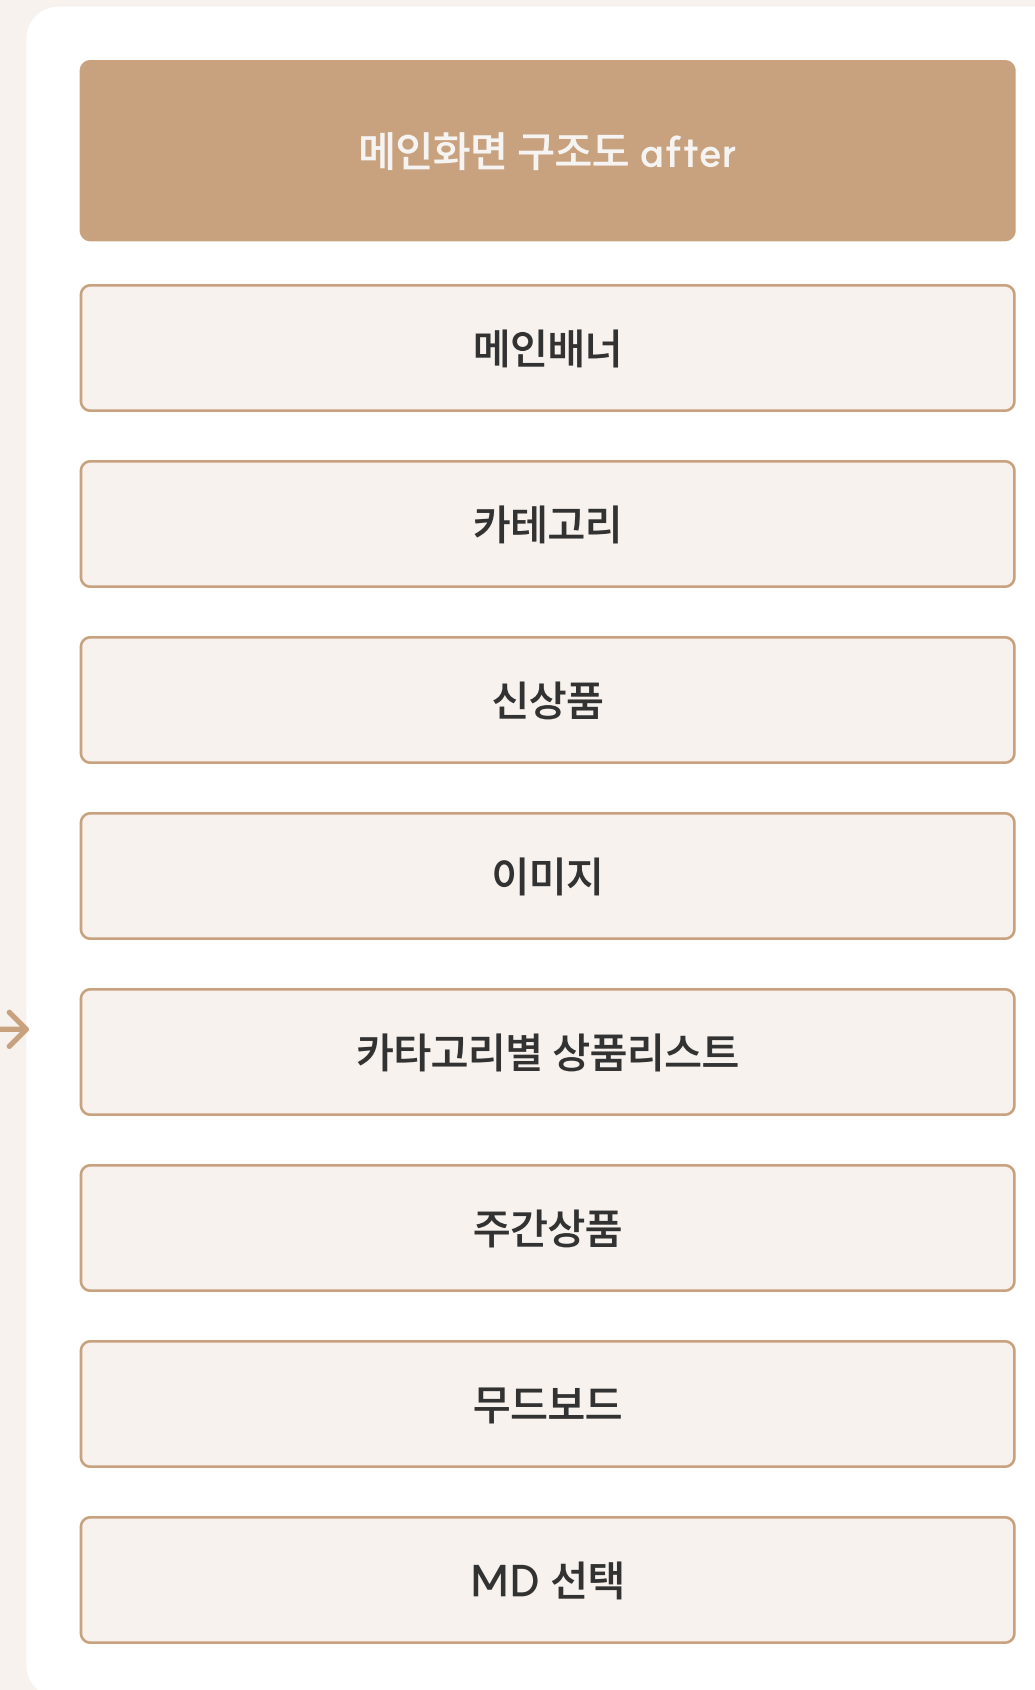 메인화면 구조도 after
메인배너
카테고리
신상품
이미지
카타고리별 상품리스트
주간상품
무드보드
MD 선택